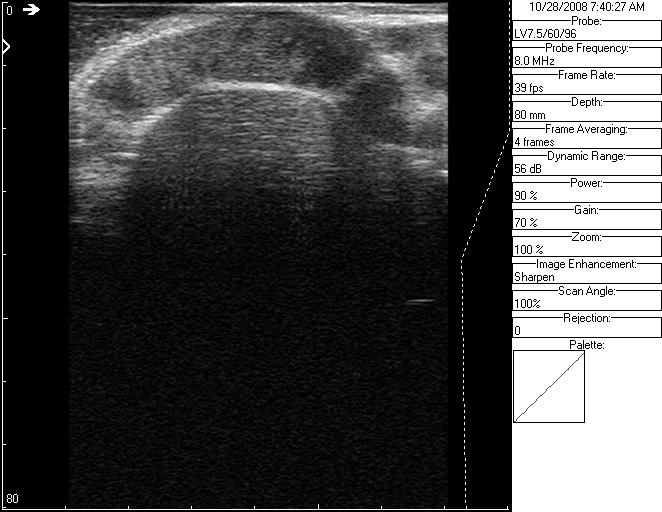 0
80
10/28/2008 7:40:27 AM
Probe:
LV7.5/60/96
Probe Frequency:
8.0 MHz
Frame Rate:
39 fps
Depth:
80 mm
Frame Averaging:
4 frames
Dynamic Range:
56 dB
Power:
90 %
Gain:
70 %
Zoom:
100 %
Image Enhancement:
Sharpen
Scan Angle:
100%
Rejection:
0
Palette: